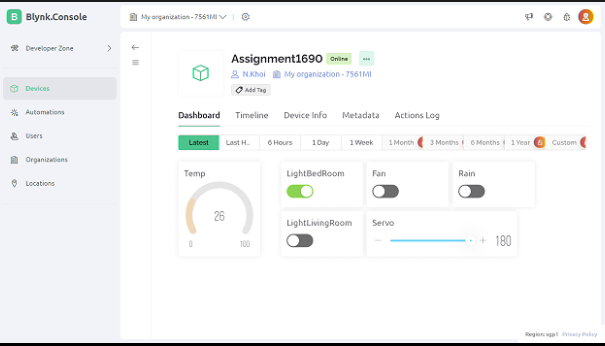 B Blynk.Console
My organization - 7561MI
Developer Zone
Devices
Automations
Users
Organizations
Locations
Assignment1690 Online
N.Khoi My organization - 7561MI
Add Tag
Dashboard Timeline Device Info Metadata Actions Log
Latest Last H.. 6 Hours 1 Day 1 Week 1 Month 3 Months 6 Months 1 Year Custom
Temp
26
0 100
LightBedRoom
Fan
Rain
LightLivingRoom
Servo
180
Region: sgp1 Privacy Policy